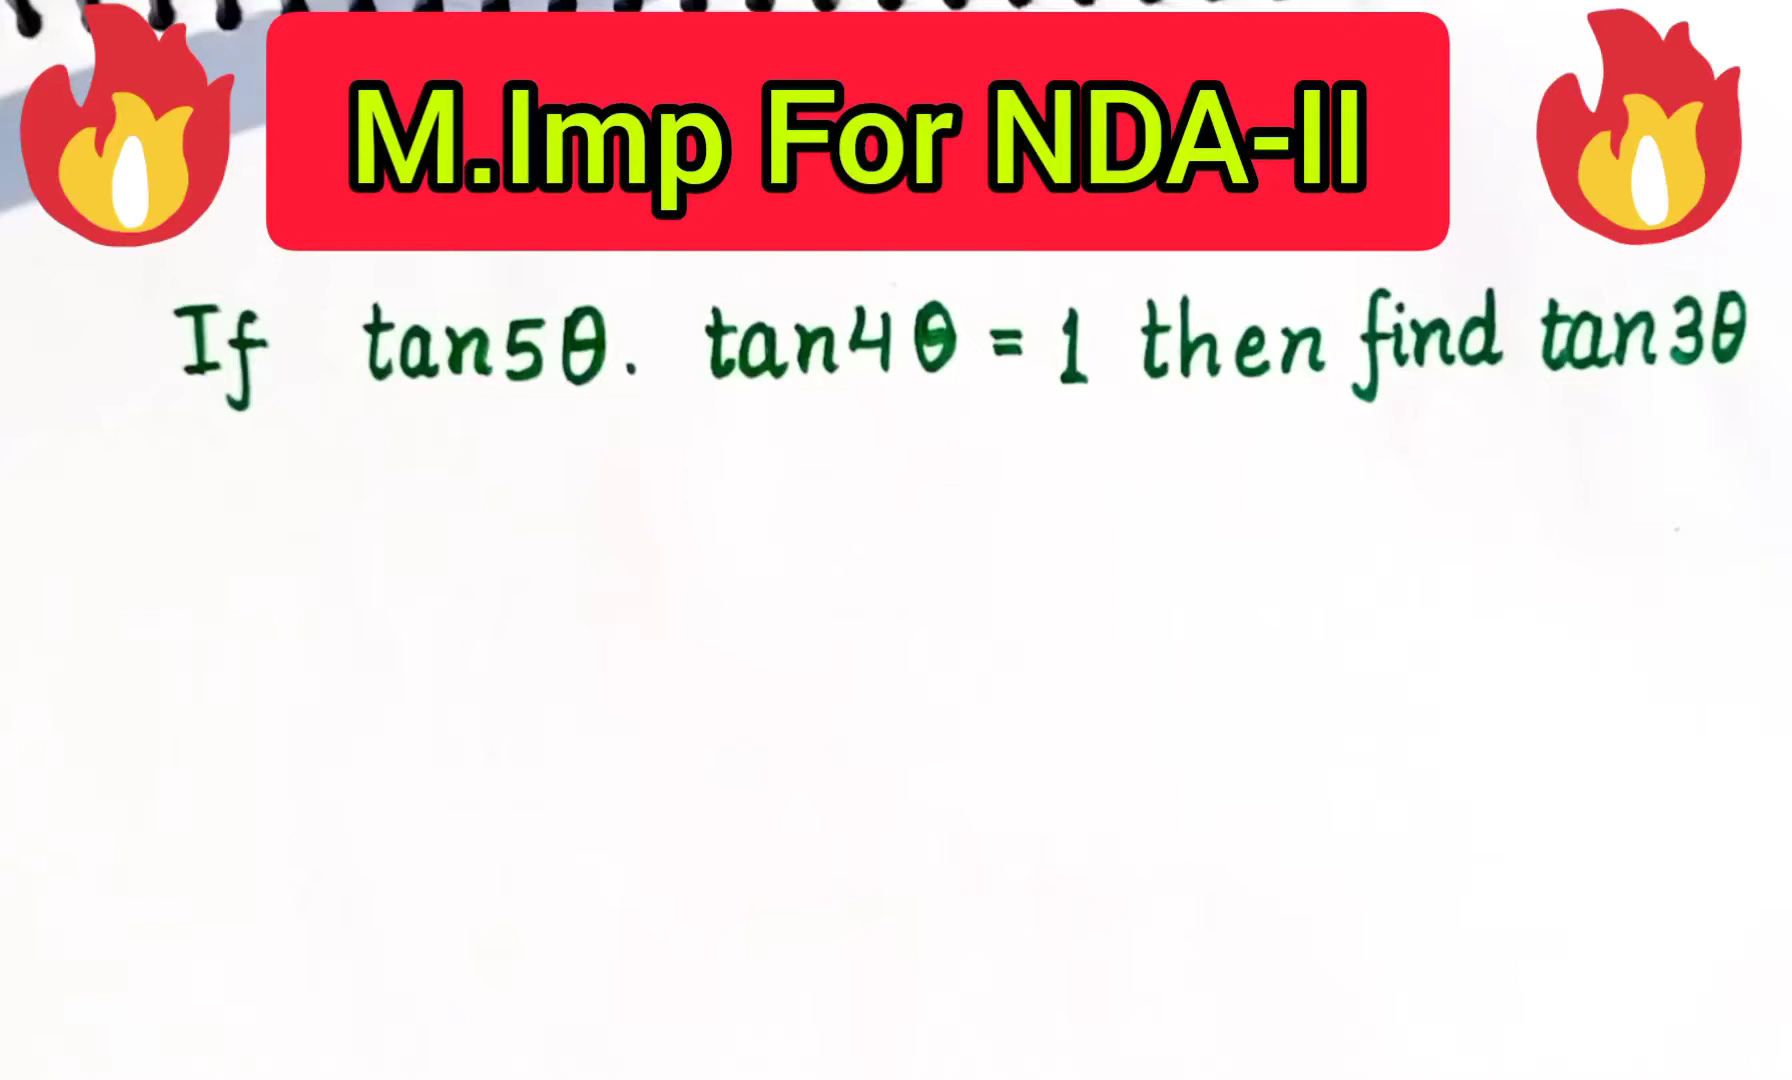 M.Imp For NDA-II
If tan5θ. tan4θ = 1 then find tan3θ